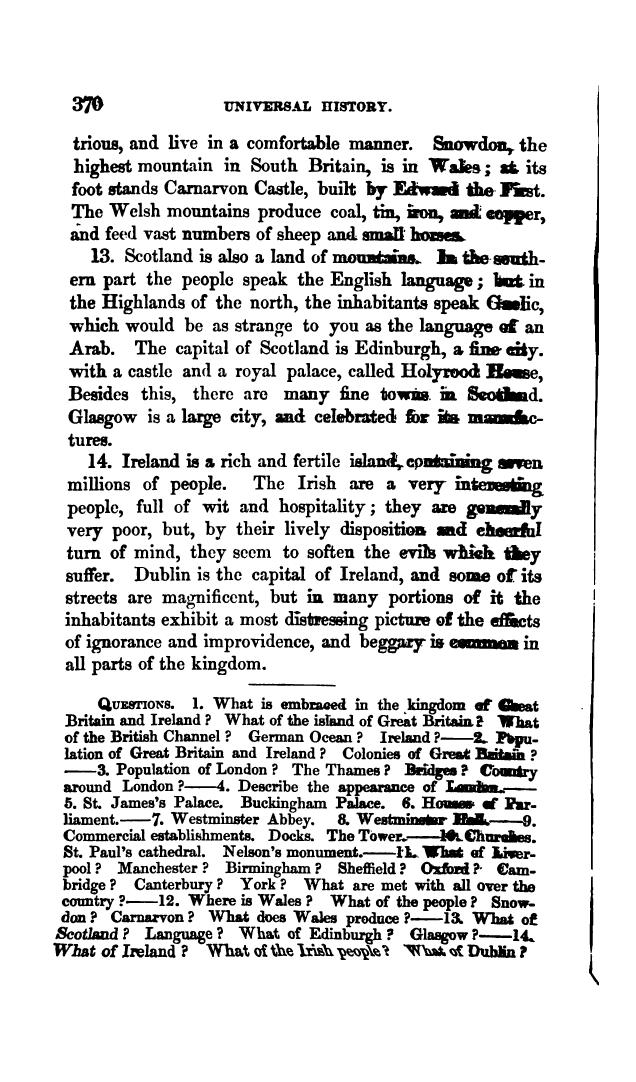 370 UNIVERSAL HISTORY.
trious, and live in a comfortable manner. Snowdon, the
highest mountain in South Britain, is in Wales; at its
foot stands Carnarvon Castle, built by Edward the First.
The Welsh mountains produce coal, tin, iron, and copper,
and feed vast numbers of sheep and small horses.
13. Scotland is also a land of mountains. In the south-
ern part the people speak the English language; but in
the Highlands of the north, the inhabitants speak Gaelic,
which would be as strange to you as the language of an
Arab. The capital of Scotland is Edinburgh, a fine city.
with a castle and a royal palace, called Holyrood House,
Besides this, there are many fine towns in Scotland.
Glasgow is a large city, and celebrated for its manufac-
tures.
14. Ireland is a rich and fertile island, containing seven
millions of people. The Irish are a very interesting
people, full of wit and hospitality; they are generally
very poor, but, by their lively disposition and cheerful
turn of mind, they seem to soften the evils which they
suffer. Dublin is the capital of Ireland, and some of its
streets are magnificent, but in many portions of it the
inhabitants exhibit a most distressing picture of the effects
of ignorance and improvidence, and beggary is common in
all parts of the kingdom.
QUESTIONS. 1. What is embraced in the kingdom of Great
Britain and Ireland? What of the island of Great Britain? What
of the British Channel? German Ocean? Ireland?——2. Popu-
lation of Great Britain and Ireland? Colonies of Great Britain?
——3. Population of London? The Thames? Bridges? Country
around London?——4. Describe the appearance of London.——
5. St. James's Palace. Buckingham Palace. 6. Houses of Par-
liament.——7. Westminster Abbey. 8. Westminster Hall.——9.
Commercial establishments. Docks. The Tower.——10. Churches.
St. Paul's cathedral. Nelson's monument.——11. What of Liver-
pool? Manchester? Birmingham? Sheffield? Oxford? Cam-
bridge? Canterbury? York? What are met with all over the
country?——12. Where is Wales? What of the people? Snow-
don? Carnarvon? What does Wales produce?——13. What of
Scotland? Language? What of Edinburgh? Glasgow?——14.
What of Ireland? What of the Irish people? What of Dublin?